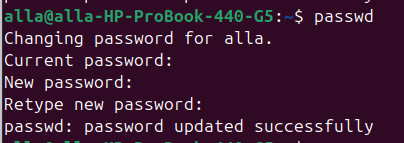 alla@alla-HP-ProBook-440-G5:~$ passwd
Changing password for alla.
Current password:
New password:
Retype new password:
passwd: password updated successfully